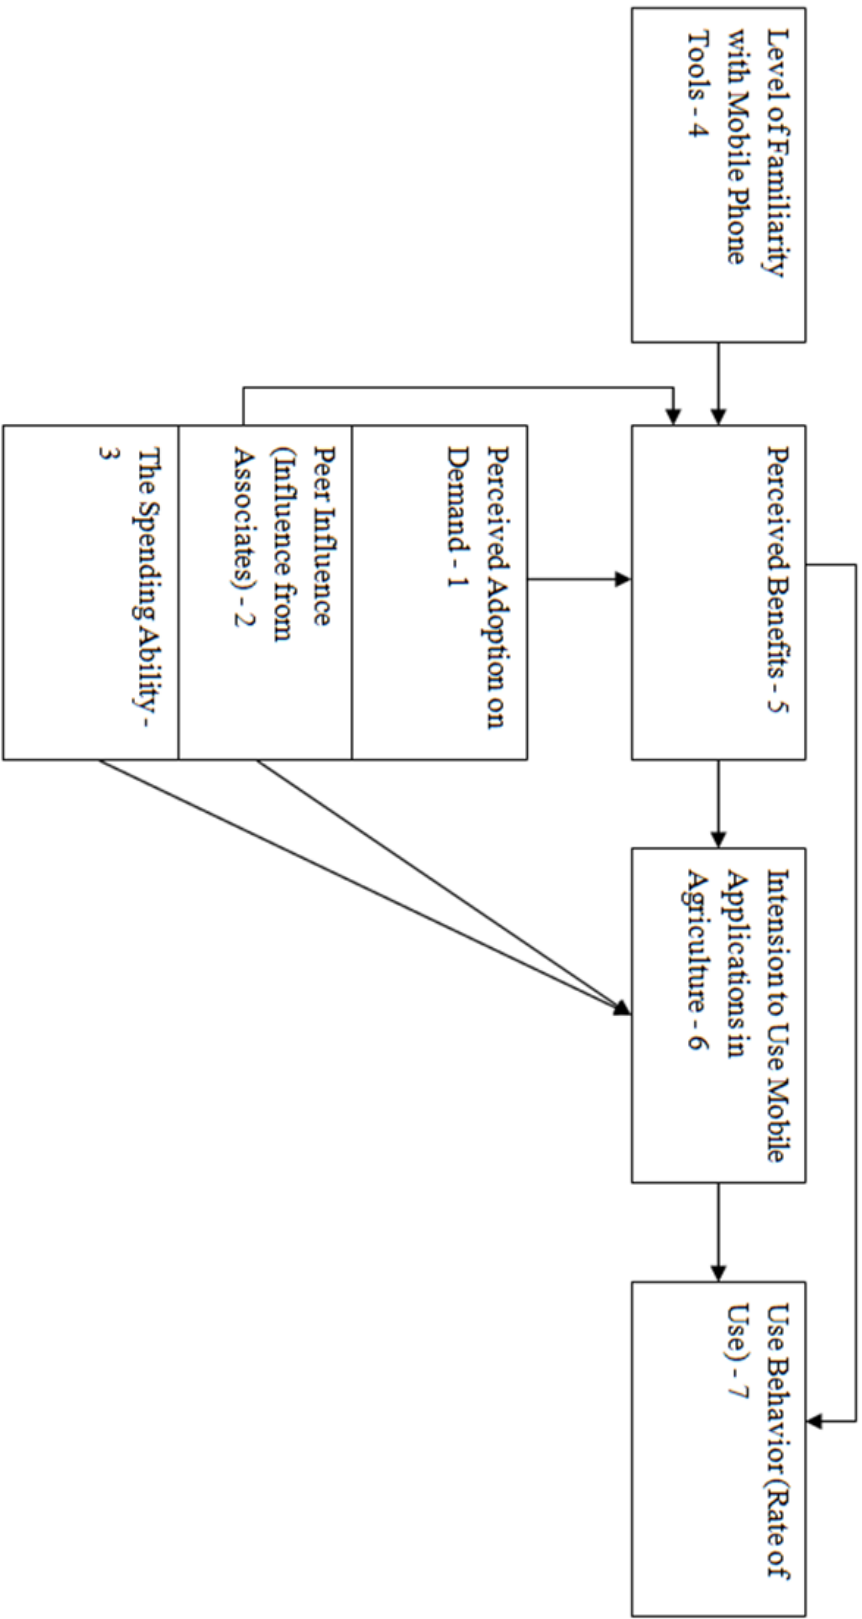 Level of Familiarity
with Mobile Phone
Tools - 4
Perceived Benefits - 5
Intension to Use Mobile
Applications in
Agriculture - 6
Use Behavior (Rate of
Use) - 7
Perceived Adoption on
Demand - 1
Peer Influence
(Influence from
Associates) - 2
The Spending Ability -
3